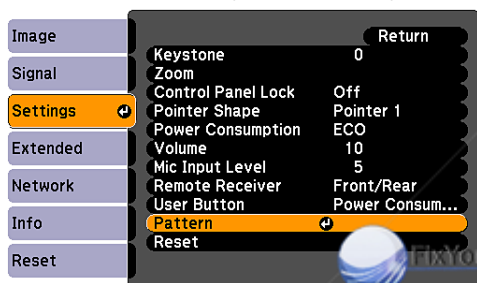 Image
Signal
Settings
Extended
Network
Info
Reset
Return
Keystone 0
Zoom
Control Panel Lock Off
Pointer Shape Pointer 1
Power Consumption ECO
Volume 10
Mic Input Level 5
Remote Receiver Front/Rear
User Button Power Consum...
Pattern
Reset
FixYo